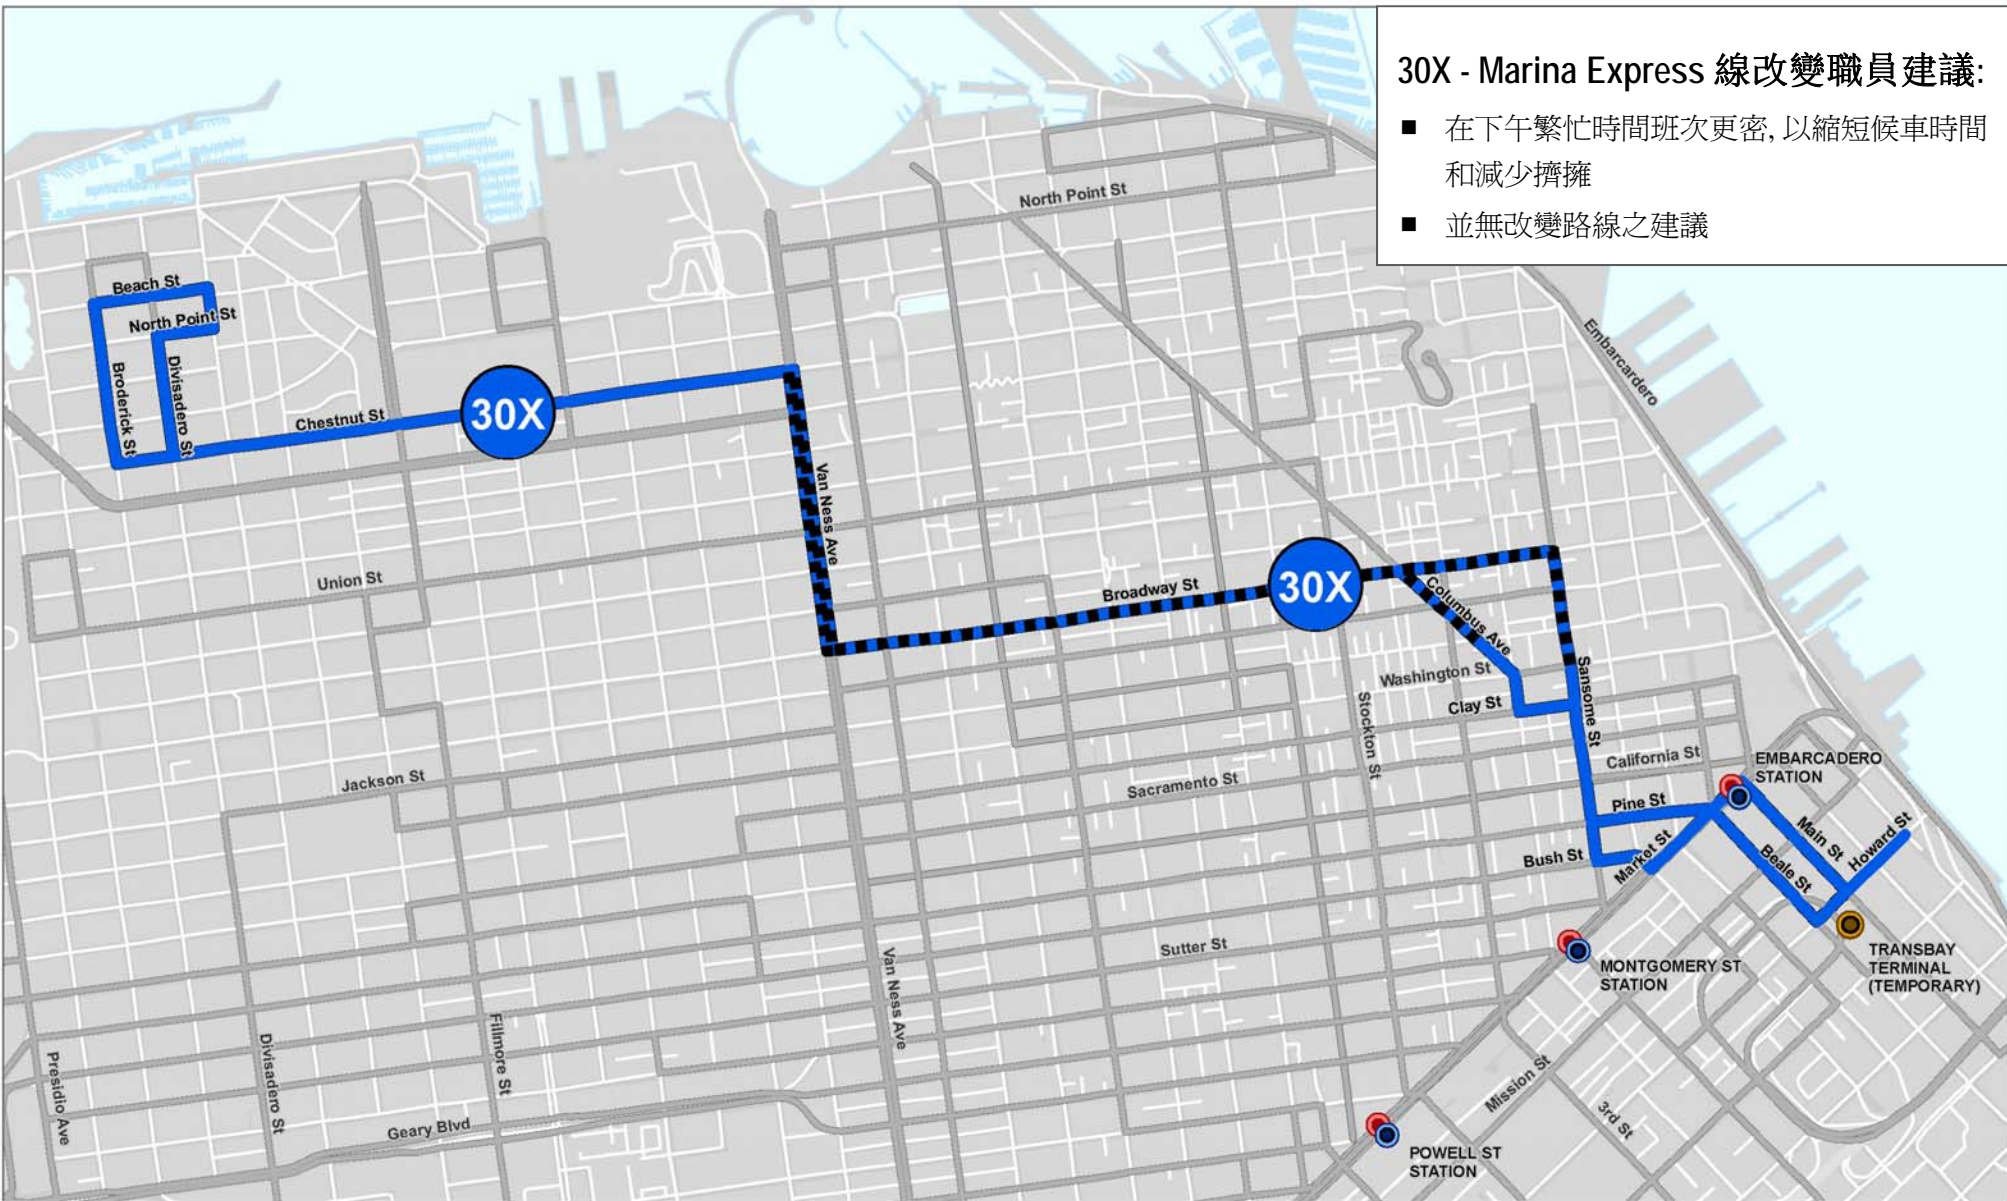 30X - Marina Express 線改變職員建議:
■ 在下午繁忙時間班次更密, 以縮短候車時間
和減少擠擁
■ 並無改變路線之建議
North Point St
Beach St
North Point St
Embarcadero
Broderick St
Divisadero St
Chestnut St
30X
Van Ness Ave
Union St
Broadway St
30X
Columbus Ave
Washington St
Sansome St
Clay St
Stockton St
California St
EMBARCADERO
STATION
Jackson St
Sacramento St
Pine St
Main St
Howard St
Bush St
Market St
Beale St
Sutter St
Van Ness Ave
MONTGOMERY ST
STATION
TRANSBAY
TERMINAL
(TEMPORARY)
Presidio Ave
Divisadero St
Fillmore St
Geary Blvd
Mission St
3rd St
POWELL ST
STATION